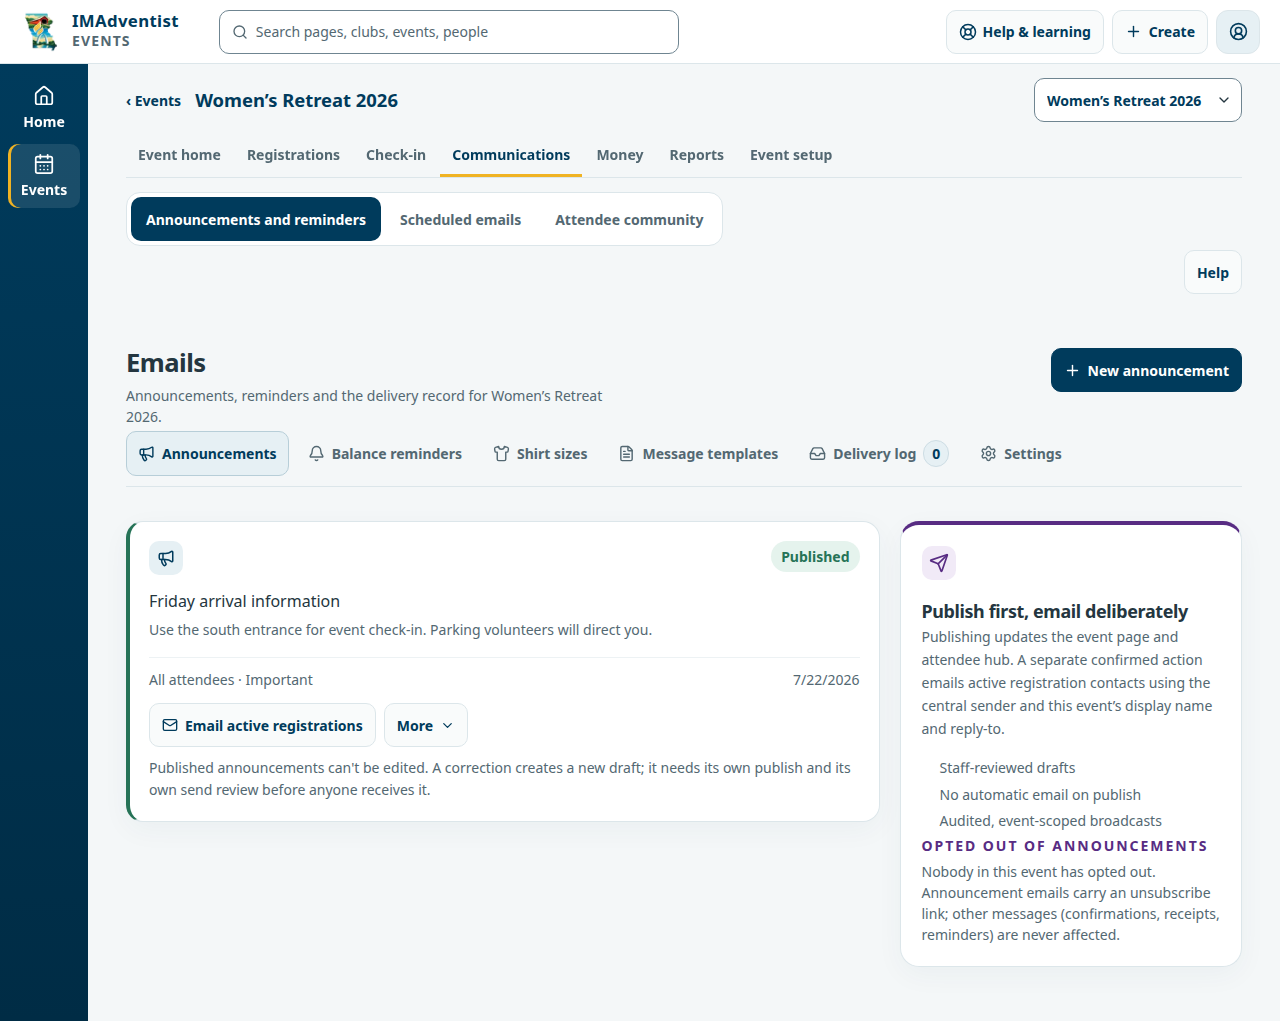 IMAdventist
EVENTS
Search pages, clubs, events, people
Help & learning
Create
Home
Events
‹ Events
Women’s Retreat 2026
Women’s Retreat 2026
Event home
Registrations
Check-in
Communications
Money
Reports
Event setup
Announcements and reminders
Scheduled emails
Attendee community
Help
Emails
Announcements, reminders and the delivery record for Women’s Retreat
2026.
New announcement
Announcements
Balance reminders
Shirt sizes
Message templates
Delivery log 0
Settings
Published
Friday arrival information
Use the south entrance for event check-in. Parking volunteers will direct you.
All attendees · Important
7/22/2026
Email active registrations
More
Published announcements can't be edited. A correction creates a new draft; it needs its own publish and its
own send review before anyone receives it.
Publish first, email deliberately
Publishing updates the event page and
attendee hub. A separate confirmed action
emails active registration contacts using the
central sender and this event’s display name
and reply-to.
Staff-reviewed drafts
No automatic email on publish
Audited, event-scoped broadcasts
OPTED OUT OF ANNOUNCEMENTS
Nobody in this event has opted out.
Announcement emails carry an unsubscribe
link; other messages (confirmations, receipts,
reminders) are never affected.